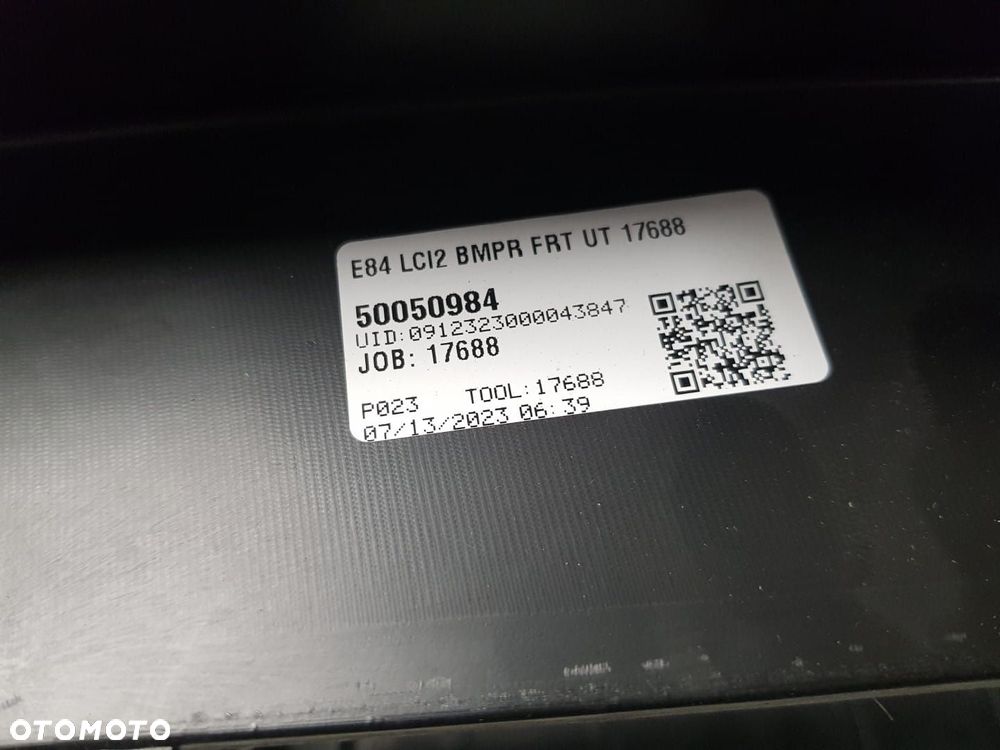 E84 LCI2 BMPR FRT UT 17688
50050984
UID:0912323000043847
JOB: 17688
P023 TOOL:17688
07/13/2023 06:39
OTOMOTO